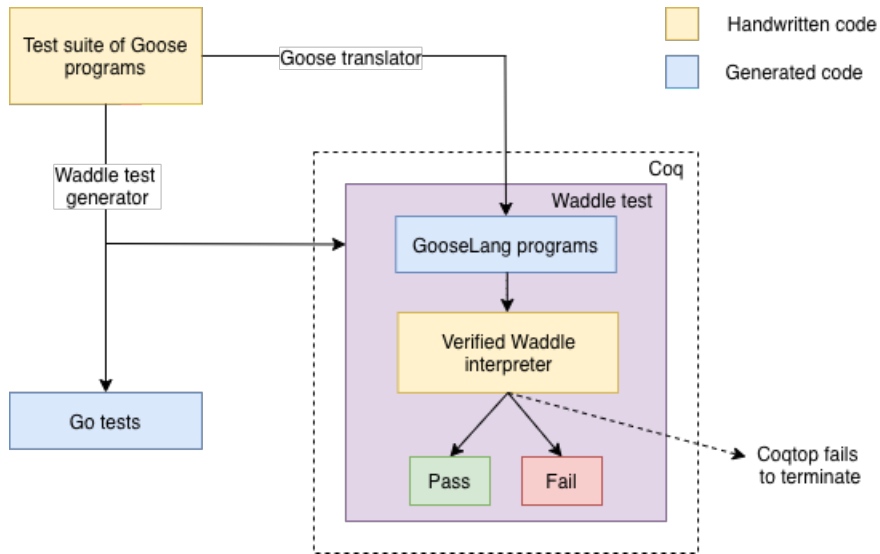 Test suite of Goose
programs
Goose translator
Handwritten code
Generated code
Waddle test
generator
Coq
Waddle test
GooseLang programs
Verified Waddle
interpreter
Go tests
Pass
Fail
Coqtop fails
to terminate